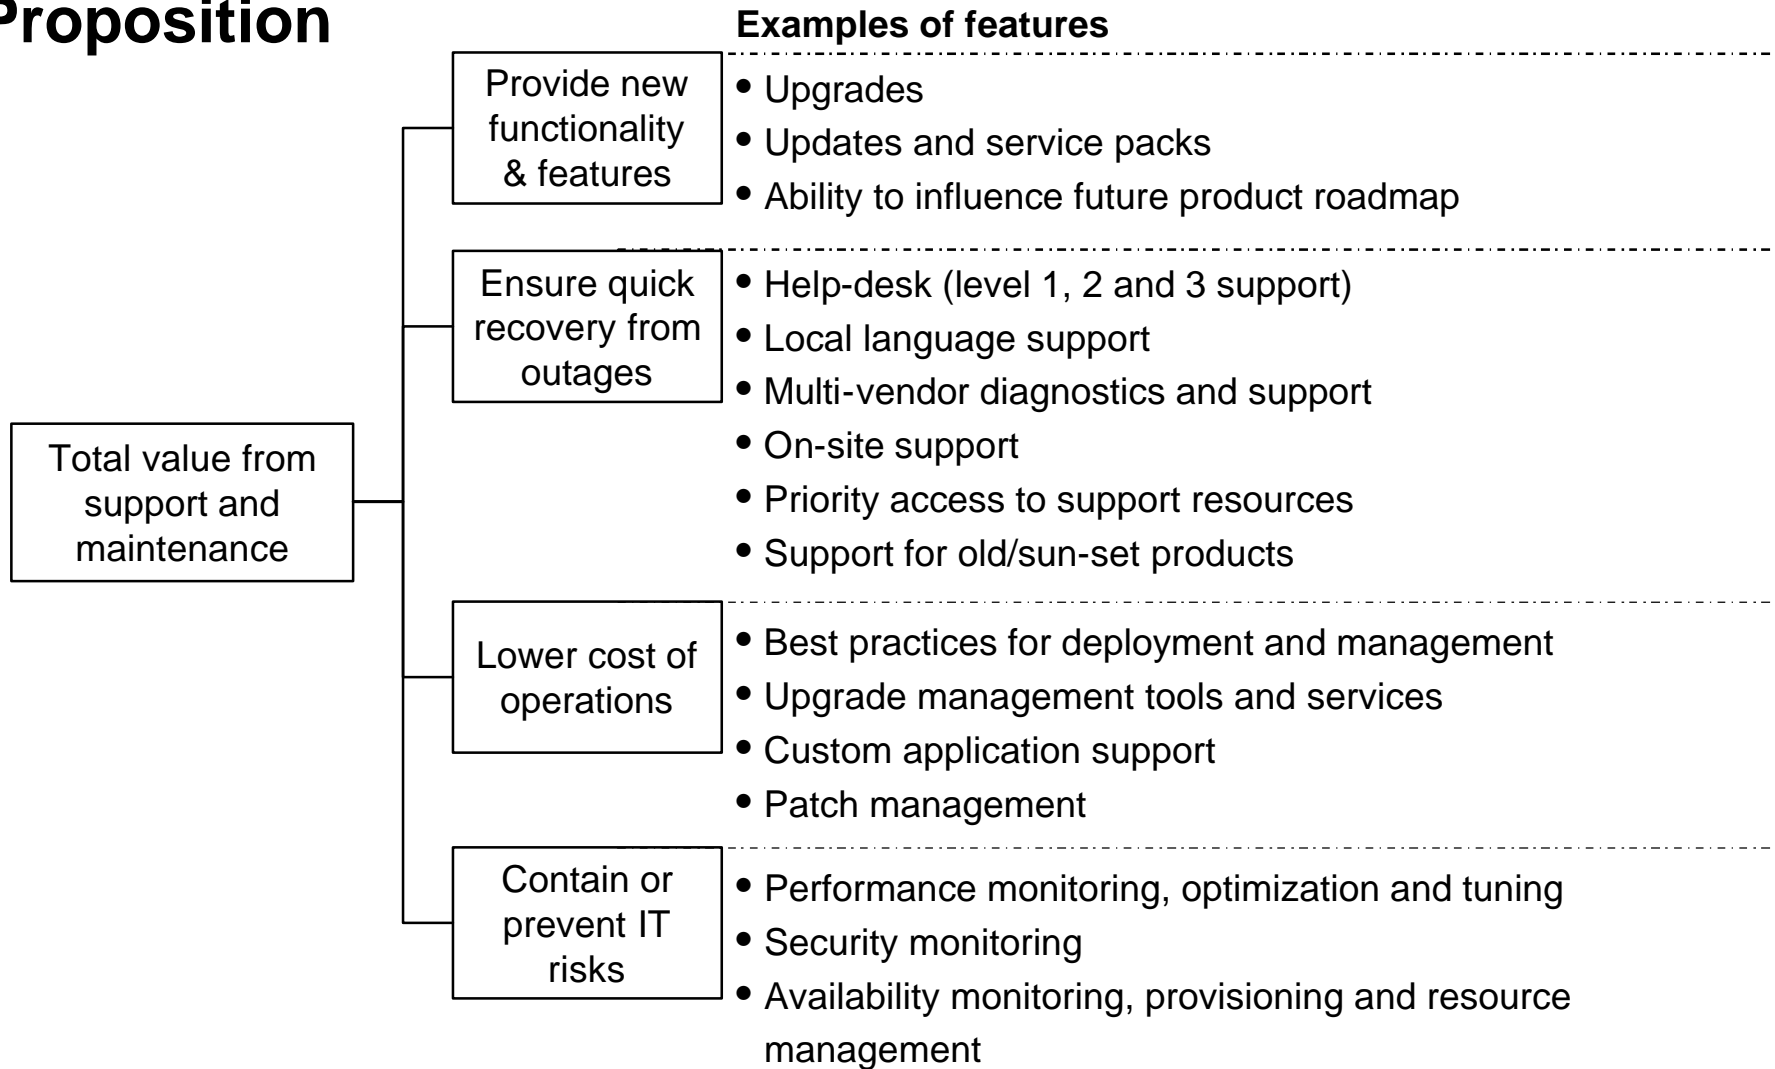 Proposition
Examples of features
Provide new
functionality
& features
• Upgrades
• Updates and service packs
• Ability to influence future product roadmap
Ensure quick
recovery from
outages
• Help-desk (level 1, 2 and 3 support)
• Local language support
• Multi-vendor diagnostics and support
• On-site support
• Priority access to support resources
• Support for old/sun-set products
Total value from
support and
maintenance
Lower cost of
operations
• Best practices for deployment and management
• Upgrade management tools and services
• Custom application support
• Patch management
Contain or
prevent IT
risks
• Performance monitoring, optimization and tuning
• Security monitoring
• Availability monitoring, provisioning and resource
management